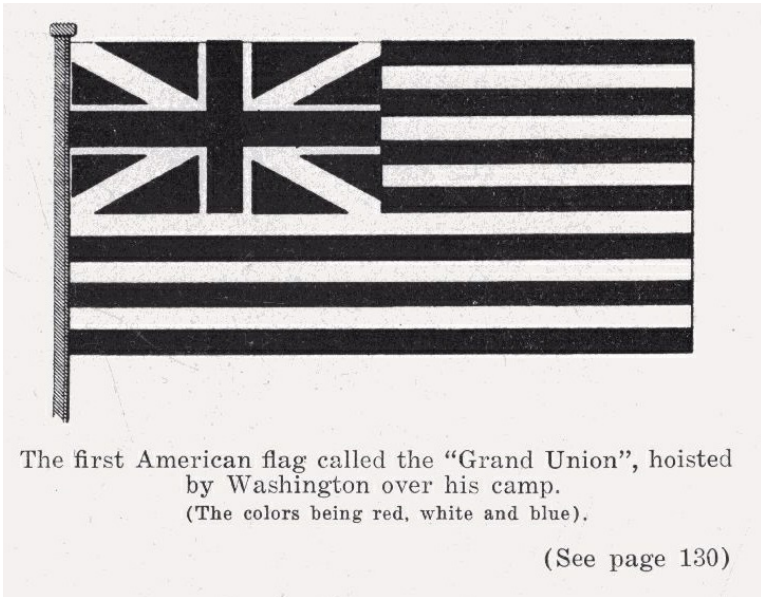 The first American flag called the “Grand Union”, hoisted
by Washington over his camp.
(The colors being red, white and blue).
(See page 130)